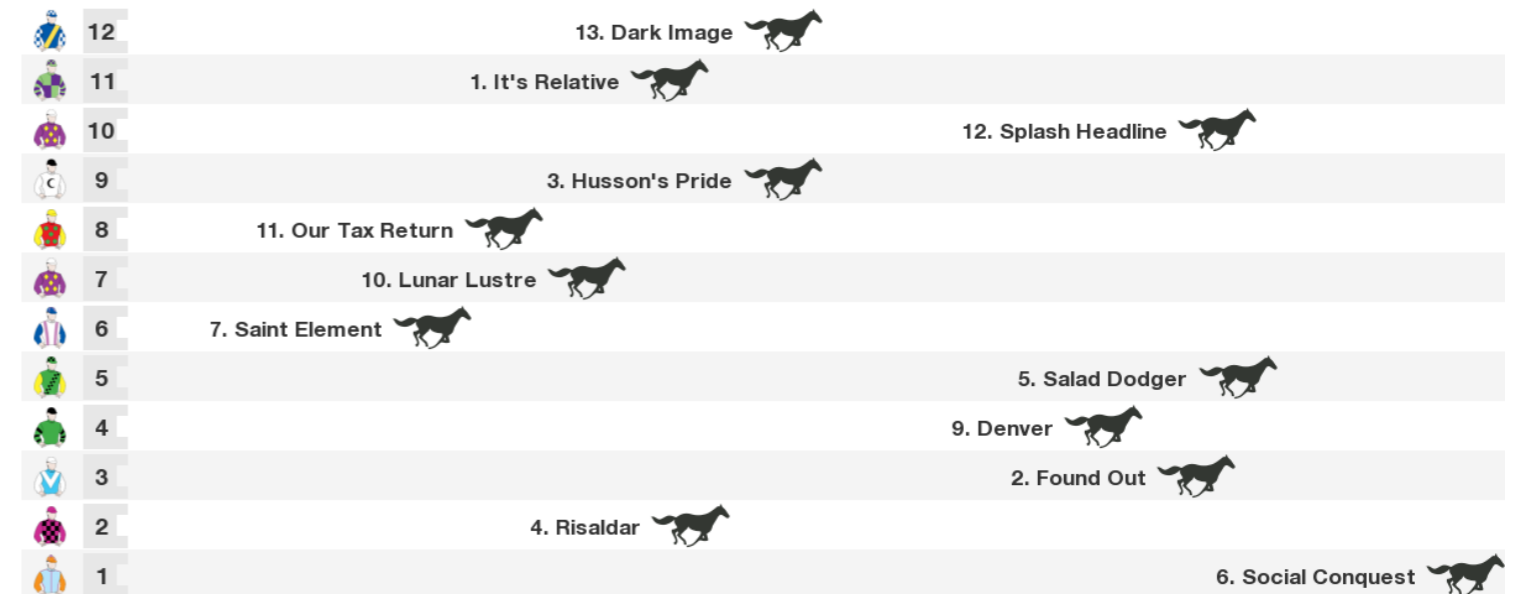 12 13. Dark Image
11 1. It's Relative
10 12. Splash Headline
C 9 3. Husson's Pride
8 11. Our Tax Return
7 10. Lunar Lustre
6 7. Saint Element
5 5. Salad Dodger
4 9. Denver
3 2. Found Out
2 4. Risaldar
1 6. Social Conquest